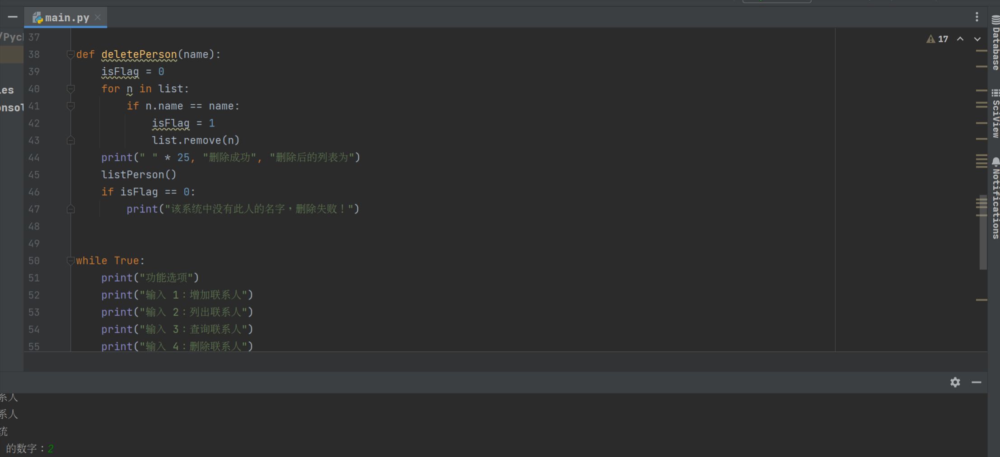 main.py
/Pycl
les
onsol
17
37
38 def deletePerson(name):
39 isFlag = 0
40 for n in list:
41 if n.name == name:
42 isFlag = 1
43 list.remove(n)
44 print(" " * 25, "删除成功", "删除后的列表为")
45 listPerson()
46 if isFlag == 0:
47 print("该系统中没有此人的名字，删除失败！")
48
49
50 while True:
51 print("功能选项")
52 print("输入 1：增加联系人")
53 print("输入 2：列出联系人")
54 print("输入 3：查询联系人")
55 print("输入 4：删除联系人")
Database
SciView
Notifications
系人
系人
统
的数字：2